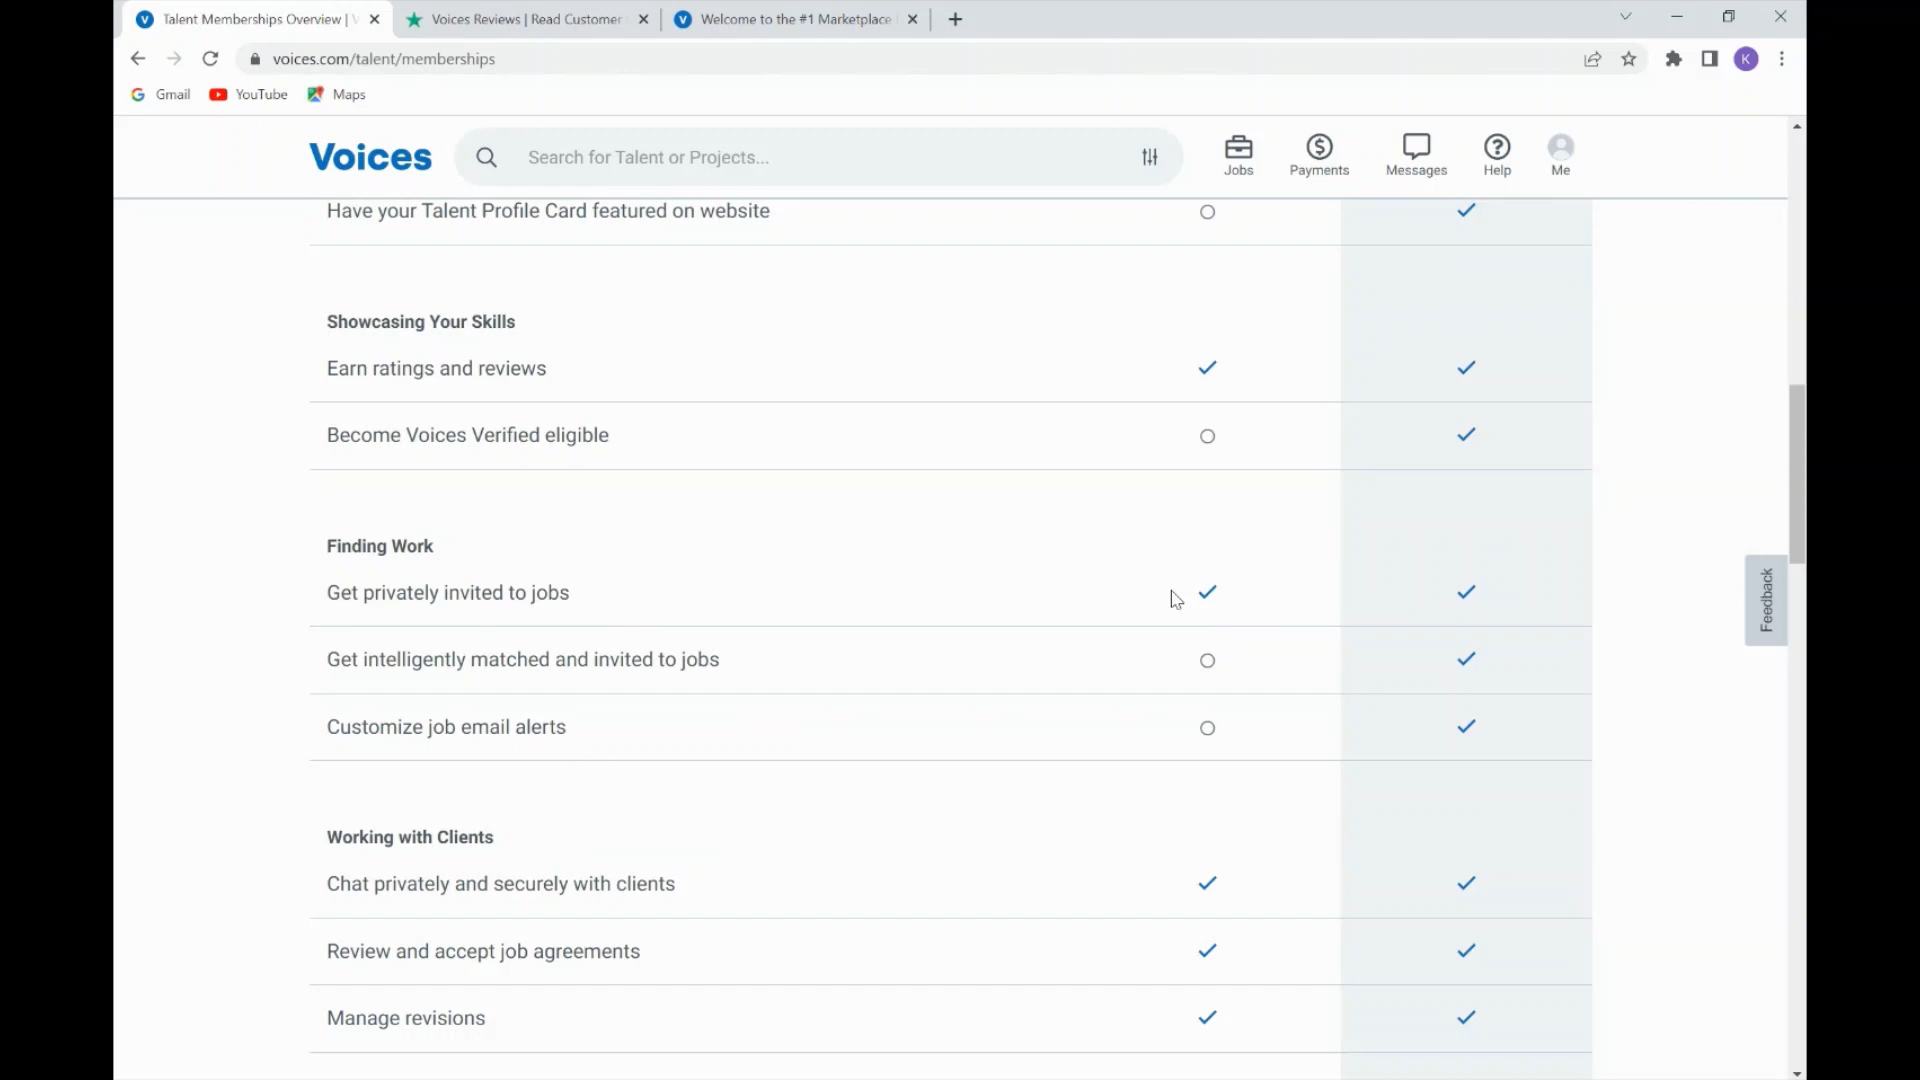 Talent Memberships Overview | V
Voices Reviews | Read Customer
Welcome to the #1 Marketplace
voices.com/talent/memberships
K
Gmail
YouTube
Maps
Voices
Search for Talent or Projects...
Jobs
Payments
Messages
Help
Me
Have your Talent Profile Card featured on website
Showcasing Your Skills
Earn ratings and reviews
Become Voices Verified eligible
Finding Work
Get privately invited to jobs
Get intelligently matched and invited to jobs
Customize job email alerts
Feedback
Working with Clients
Chat privately and securely with clients
Review and accept job agreements
Manage revisions